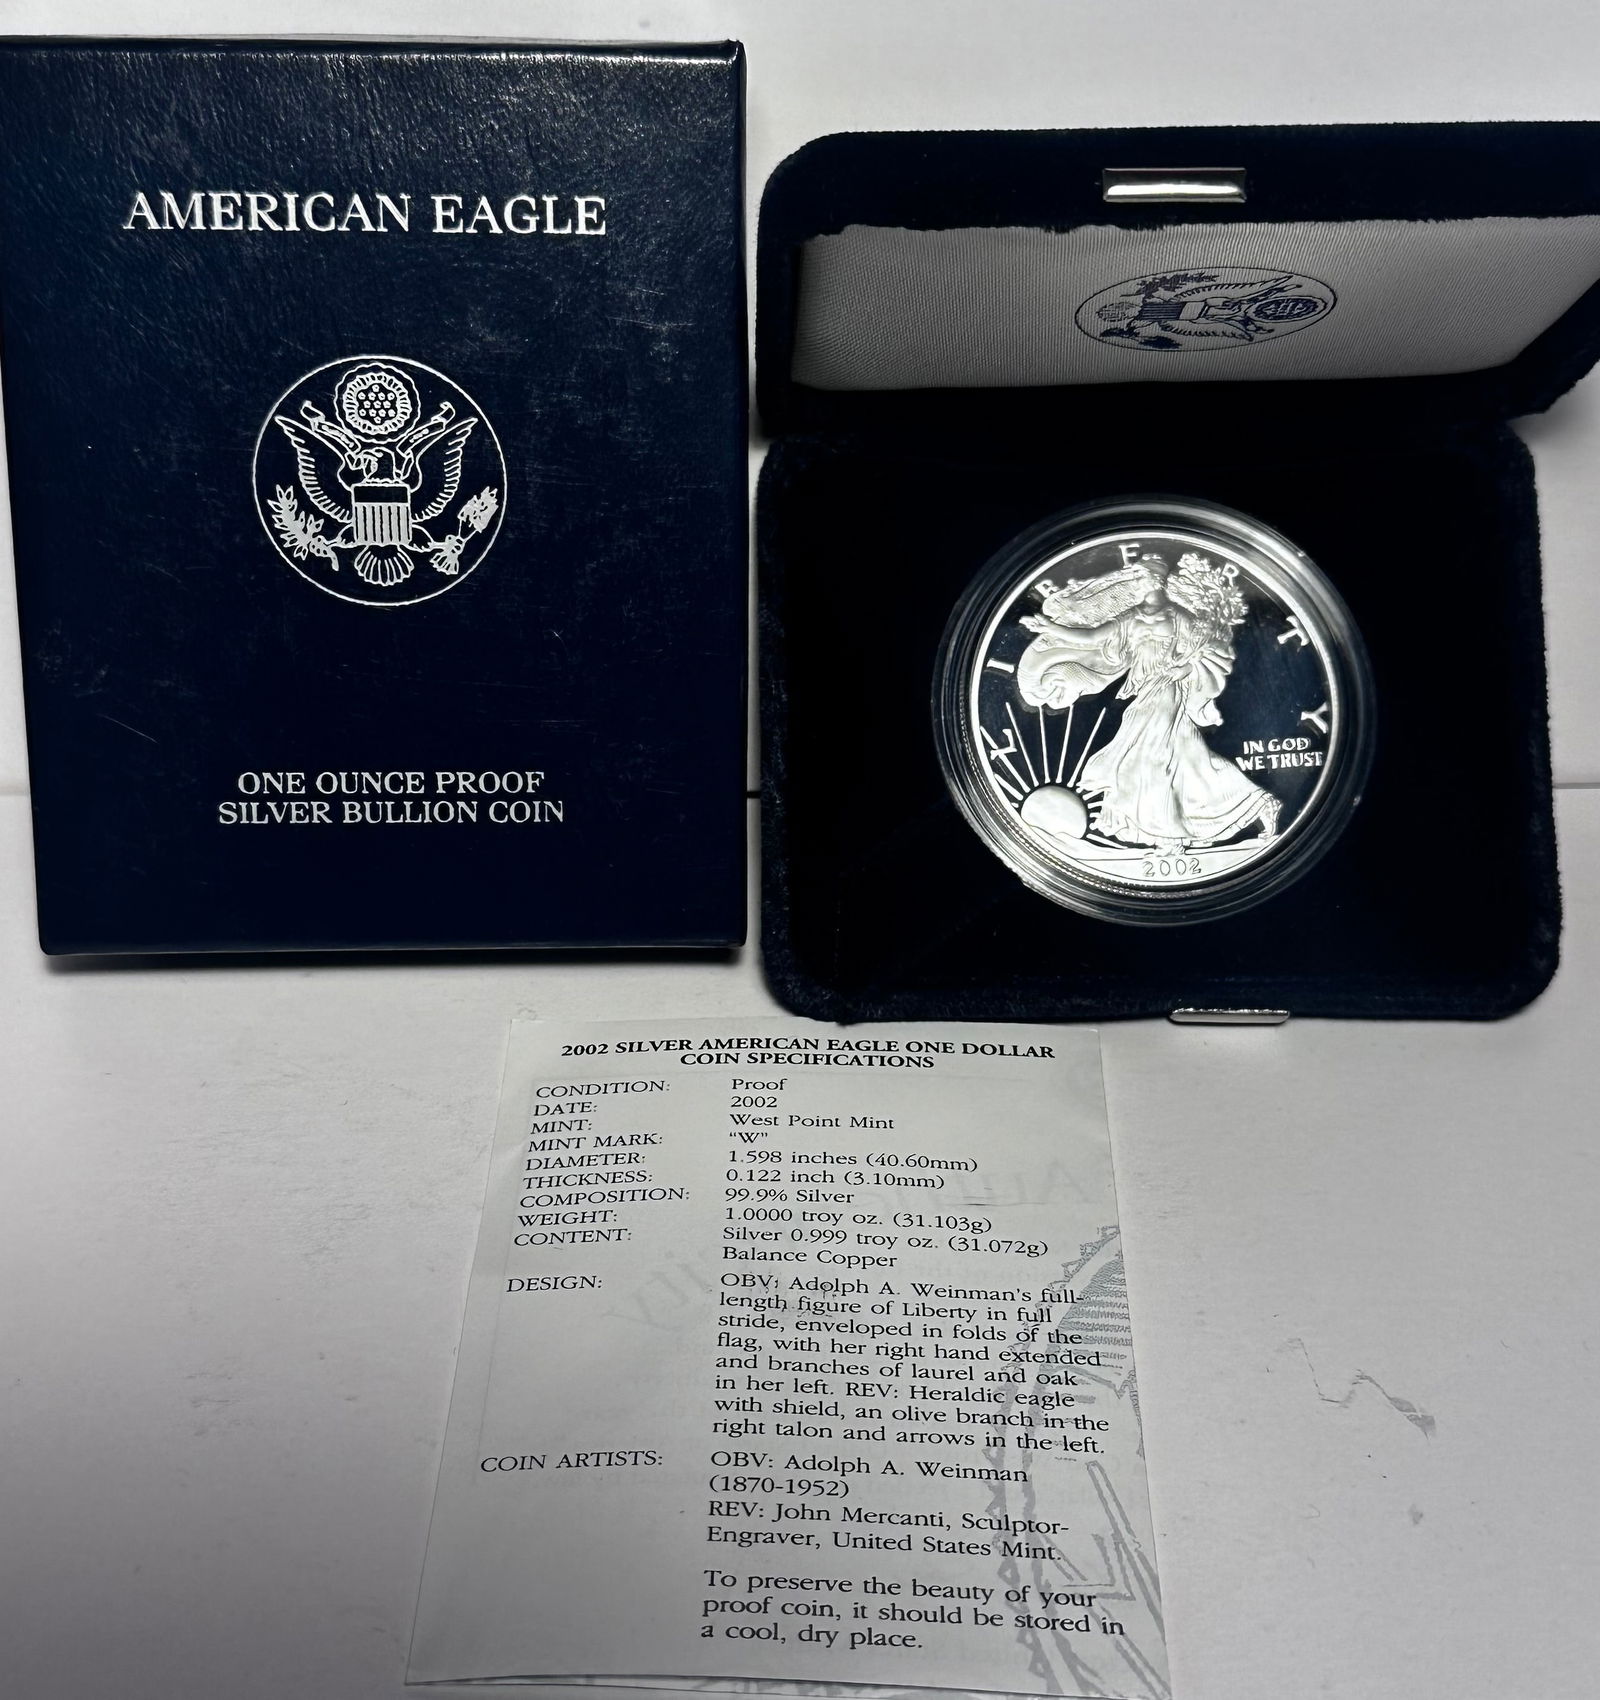 AMERICAN EAGLE
ONE OUNCE PROOF
SILVER BULLION COIN
LIBERTY
IN GOD
WE TRUST
2002
2002 SILVER AMERICAN EAGLE ONE DOLLAR
COIN SPECIFICATIONS
CONDITION: Proof
DATE: 2002
MINT: West Point Mint
MINT MARK: “W”
DIAMETER: 1.598 inches (40.60mm)
THICKNESS: 0.122 inch (3.10mm)
COMPOSITION: 99.9% Silver
WEIGHT: 1.0000 troy oz. (31.103g)
CONTENT: Silver 0.999 troy oz. (31.072g)
Balance Copper
DESIGN: OBV: Adolph A. Weinman's full-
length figure of Liberty in full
stride, enveloped in folds of the
flag, with her right hand extended
and branches of laurel and oak
in her left. REV: Heraldic eagle
with shield, an olive branch in the
right talon and arrows in the left.
COIN ARTISTS: OBV: Adolph A. Weinman
(1870-1952)
REV: John Mercanti, Sculptor-
Engraver, United States Mint.
To preserve the beauty of your
proof coin, it should be stored in
a cool, dry place.